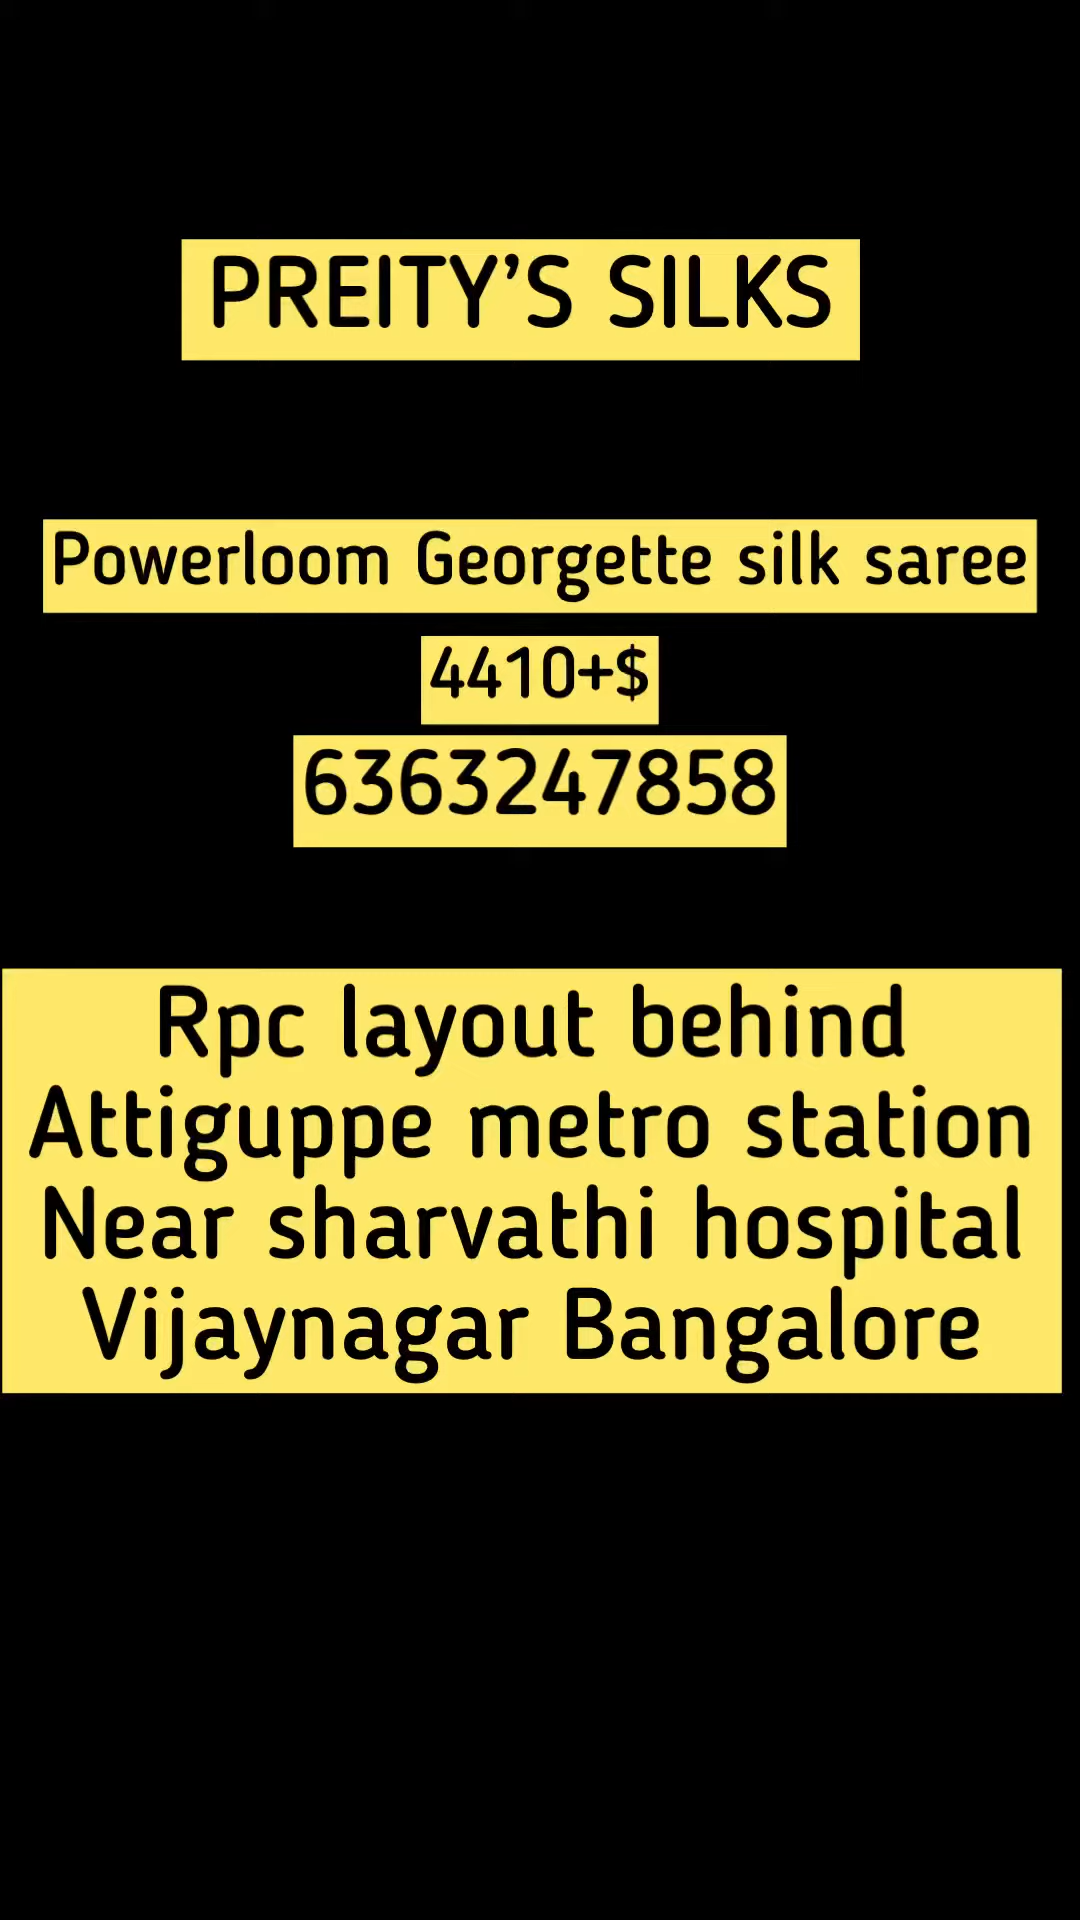 PREITY’S SILKS
Powerloom Georgette silk saree
4410+$
6363247858
Rpc layout behind
Attiguppe metro station
Near sharvathi hospital
Vijaynagar Bangalore